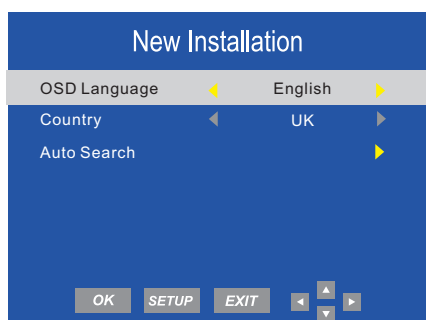 New Installation
OSD Language English
Country UK
Auto Search
OK SETUP EXIT